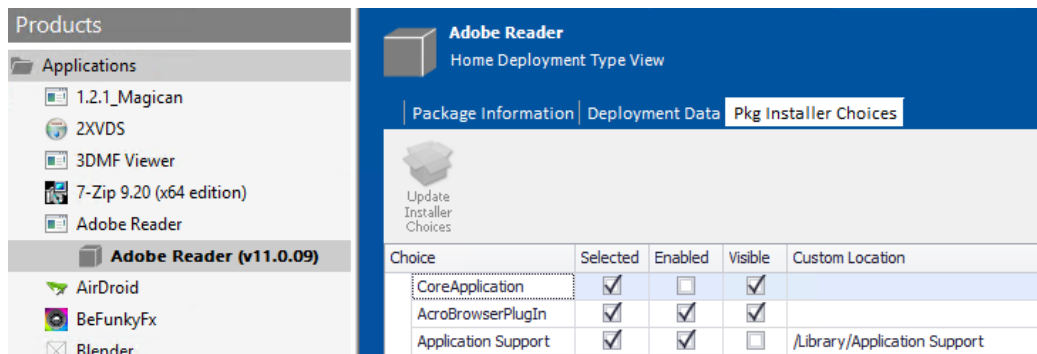 Products
Applications
1.2.1_Magican
2XVDS
3DMF Viewer
7-Zip 9.20 (x64 edition)
Adobe Reader
Adobe Reader (v11.0.09)
AirDroid
BeFunkyFx
Blender
Adobe Reader
Home Deployment Type View
Package Information Deployment Data Pkg Installer Choices
Update
Installer
Choices
Choice Selected Enabled Visible Custom Location
CoreApplication
AcroBrowserPlugIn
Application Support /Library/Application Support